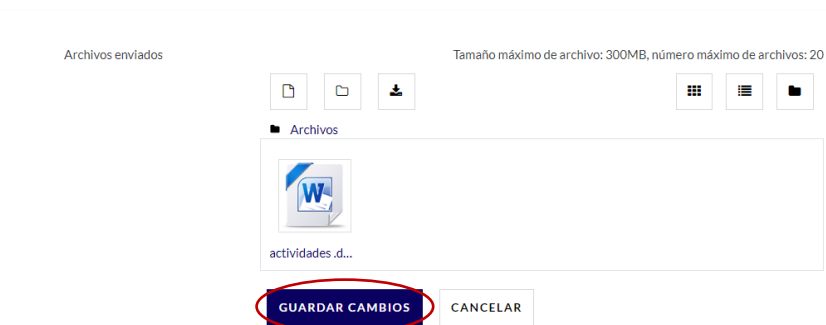 Archivos enviados
Tamaño máximo de archivo: 300MB, número máximo de archivos: 20
Archivos
W
actividades .d...
GUARDAR CAMBIOS
CANCELAR